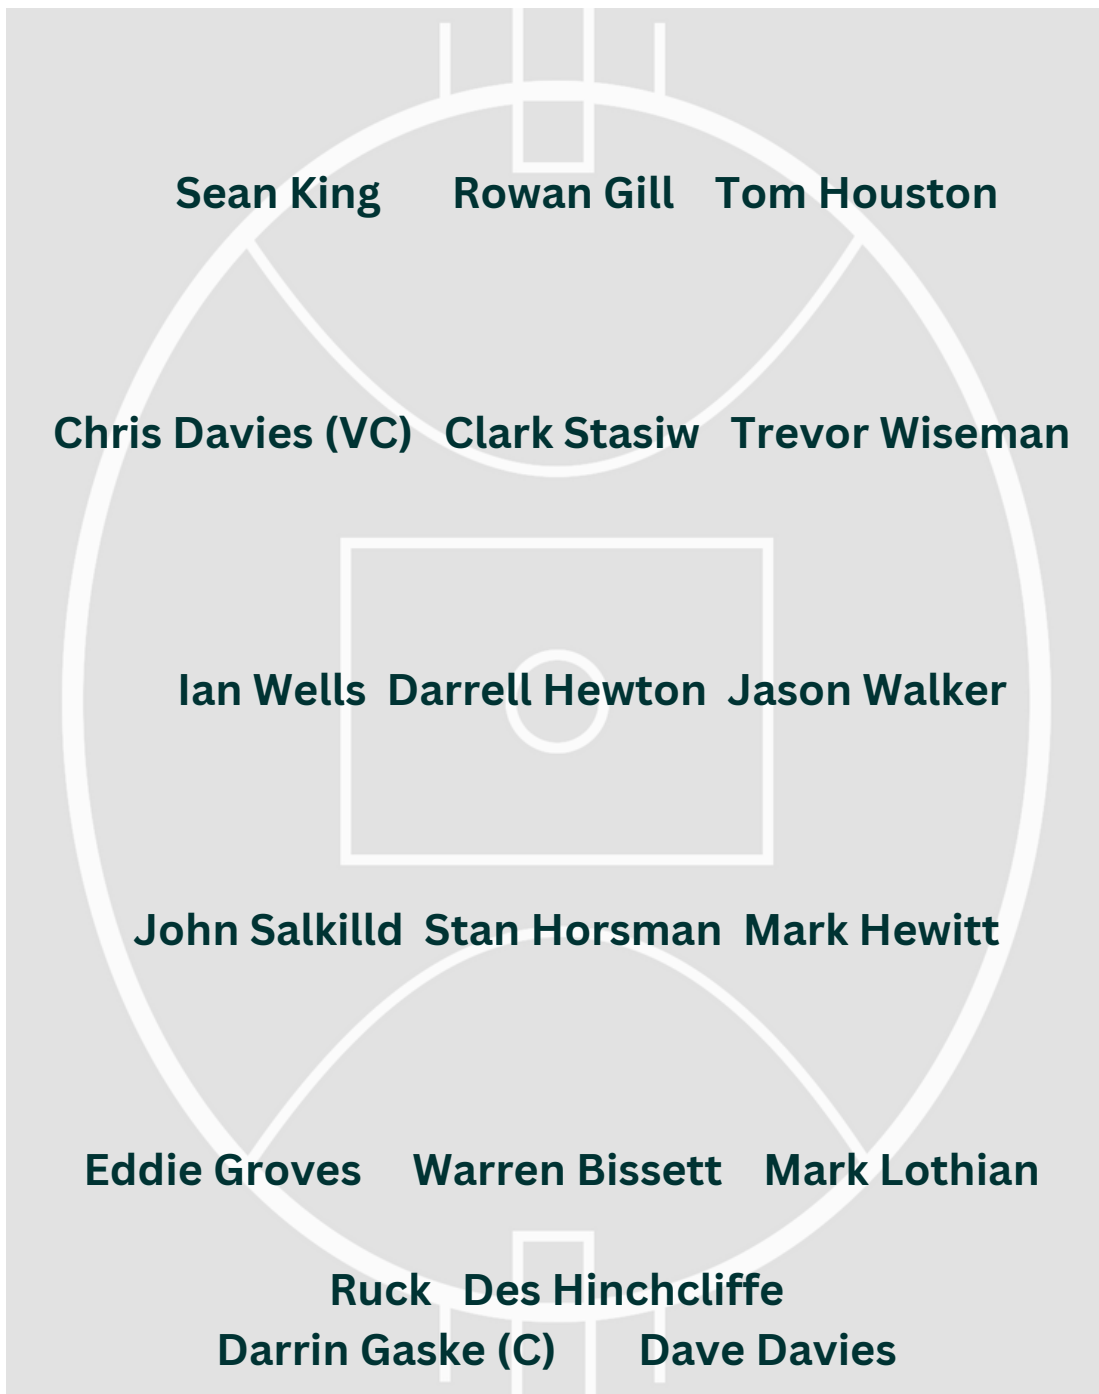 Sean King Rowan Gill Tom Houston
Chris Davies (VC) Clark Stasiw Trevor Wiseman
Ian Wells Darrell Hewton Jason Walker
John Salkilld Stan Horsman Mark Hewitt
Eddie Groves Warren Bissett Mark Lothian
Ruck Des Hinchcliffe
Darrin Gaske (C) Dave Davies